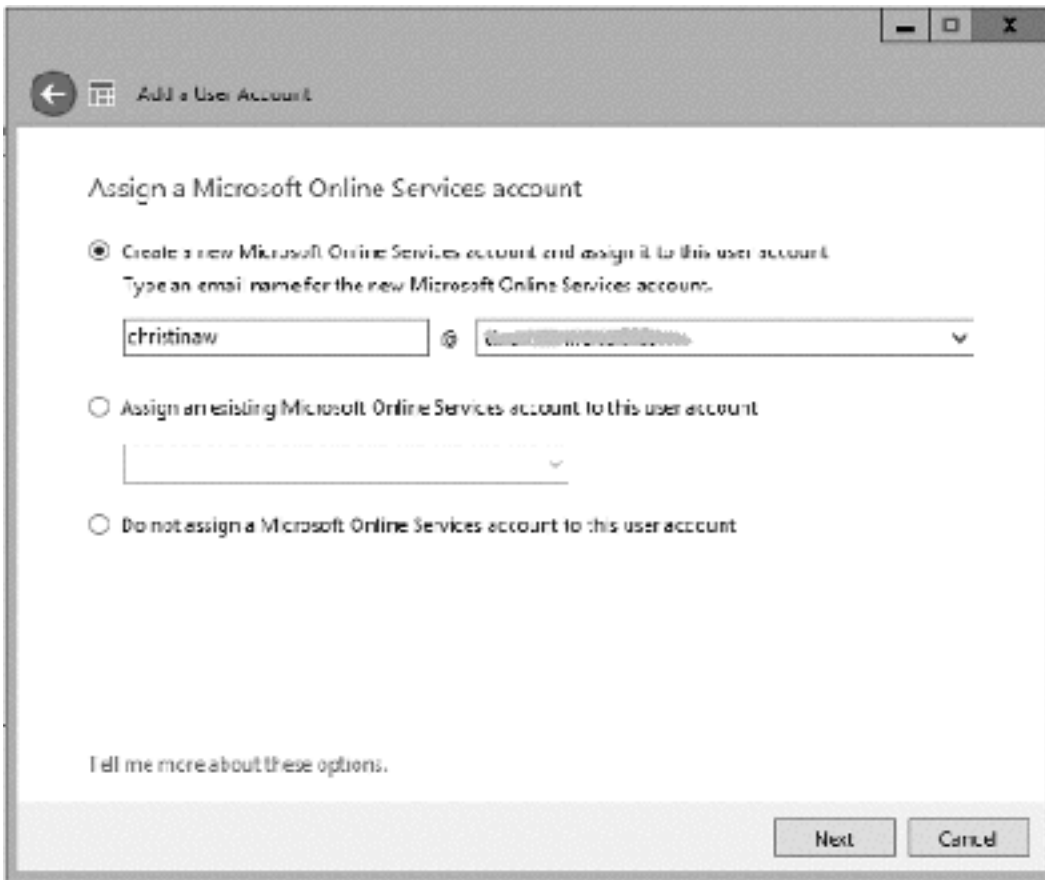 Add a User Account
Assign a Microsoft Online Services account
Create a new Microsoft Online Services account and assign it to this user account
Type an email name for the new Microsoft Online Services account.
christinaw @
Assign an existing Microsoft Online Services account to this user account
Do not assign a Microsoft Online Services account to this user account
Tell me more about these options.
Next Cancel